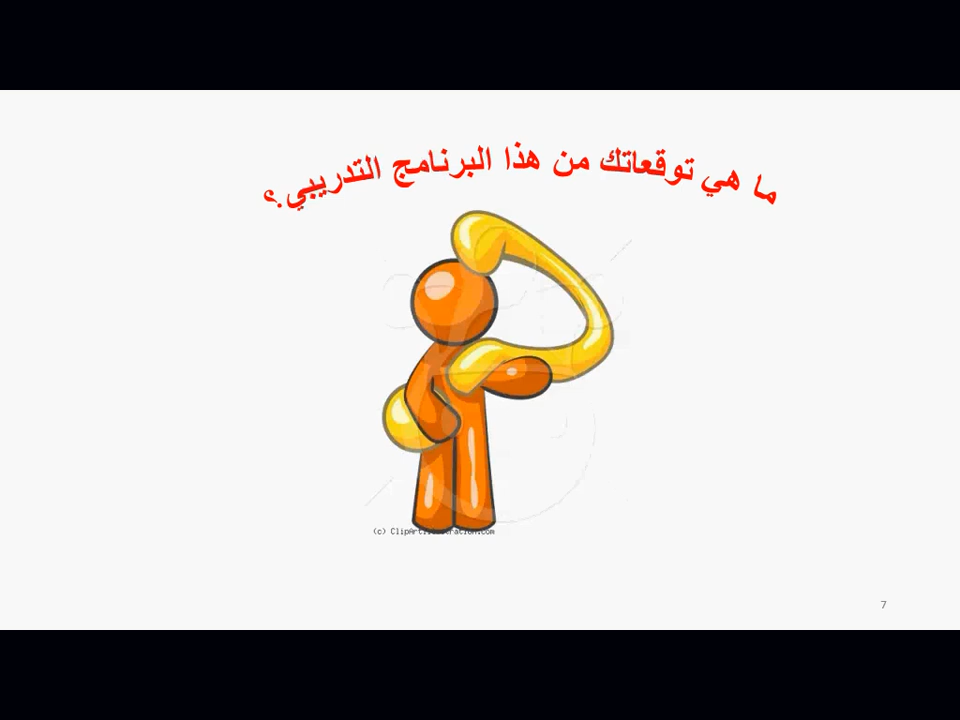 ما هي توقعاتك من هذا البرنامج التدريبي؟
(c)
7